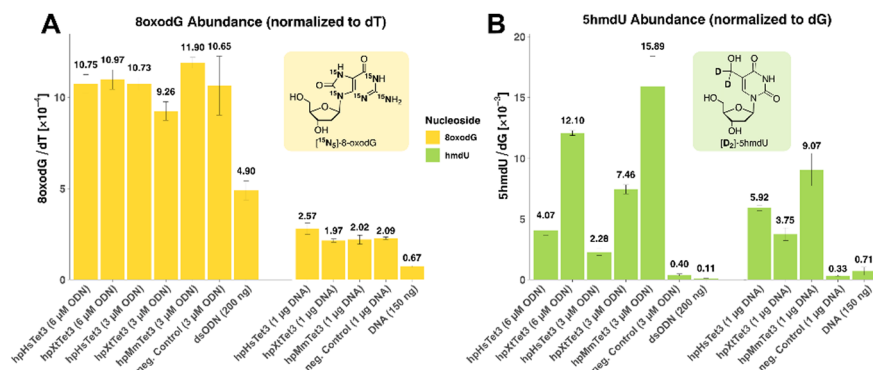 A
8oxodG Abundance (normalized to dT)
8oxodG/dT [×10⁻⁴]
10
5
0
10.75
10.97
10.73
9.26
11.90
10.65
4.90
2.57
1.97
2.02
2.09
0.67
HO
OH
O
N
H
15N
NH₂
[15N₅]-8-oxodG
Nucleoside
8oxodG
hmdU
hpHsTet3 (6 µM ODN)
hpXtTet3 (6 µM ODN)
hpHsTet3 (3 µM ODN)
hpXtTet3 (3 µM ODN)
hpMmTet3 (3 µM ODN)
neg. Control (3 µM ODN)
dsODN (200 ng)
hpHsTet3 (1 µg DNA)
hpXtTet3 (1 µg DNA)
hpMmTet3 (1 µg DNA)
neg. Control (1 µg DNA)
DNA (150 ng)
B
5hmdU Abundance (normalized to dG)
5hmdU/dG [×10⁻³]
20
15
10
5
0
4.07
12.10
2.28
7.46
15.89
0.40
0.11
5.92
3.75
9.07
0.33
0.71
OH
D
D
O
NH
N
O
HO
O
OH
[D₂]-5hmdU
hpHsTet3 (6 µM ODN)
hpXtTet3 (6 µM ODN)
hpHsTet3 (3 µM ODN)
hpXtTet3 (3 µM ODN)
hpMmTet3 (3 µM ODN)
neg. Control (3 µM ODN)
dsODN (200 ng)
hpHsTet3 (1 µg DNA)
hpXtTet3 (1 µg DNA)
hpMmTet3 (1 µg DNA)
neg. Control (1 µg DNA)
DNA (150 ng)